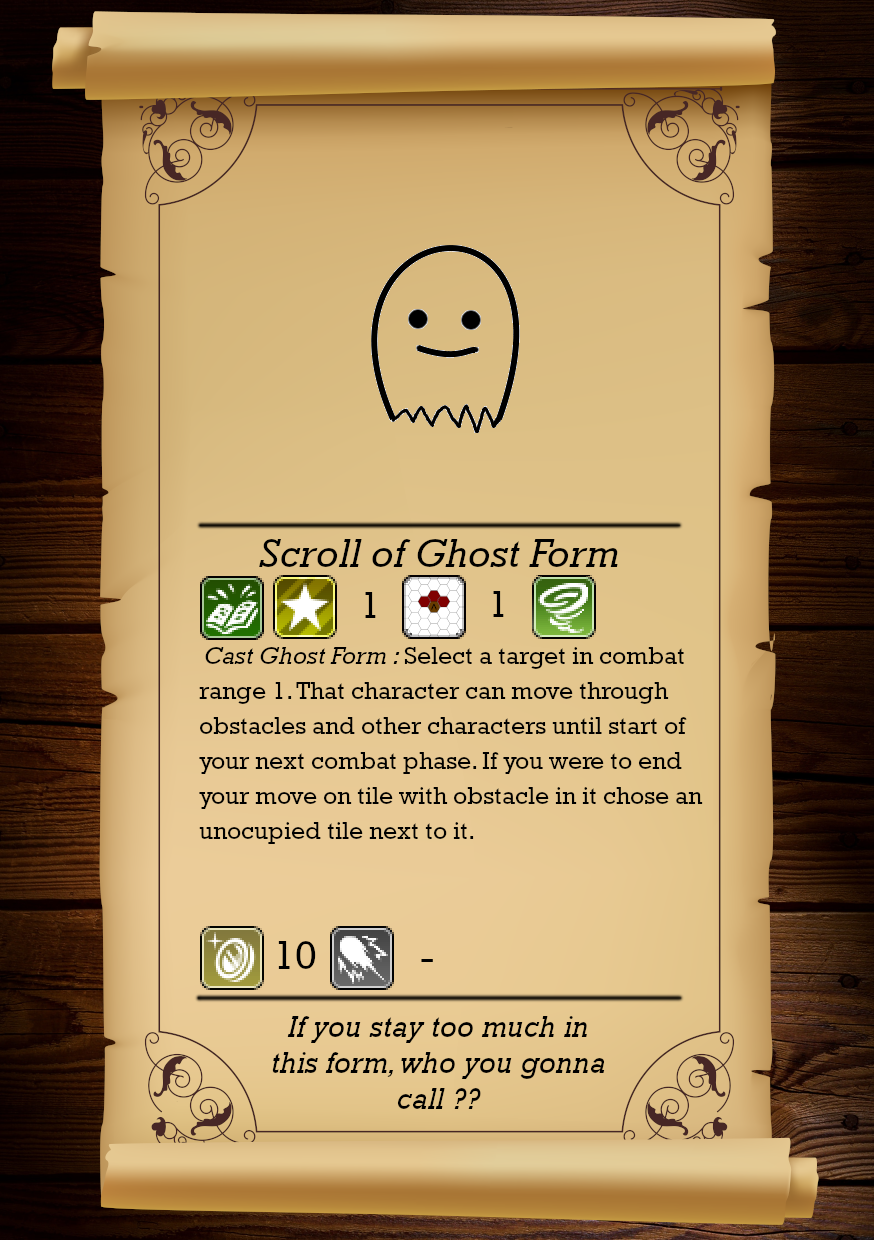 Scroll of Ghost Form
1 1
Cast Ghost Form : Select a target in combat
range 1. That character can move through
obstacles and other characters until start of
your next combat phase. If you were to end
your move on tile with obstacle in it chose an
unocupied tile next to it.
10 -
If you stay too much in
this form, who you gonna
call ??